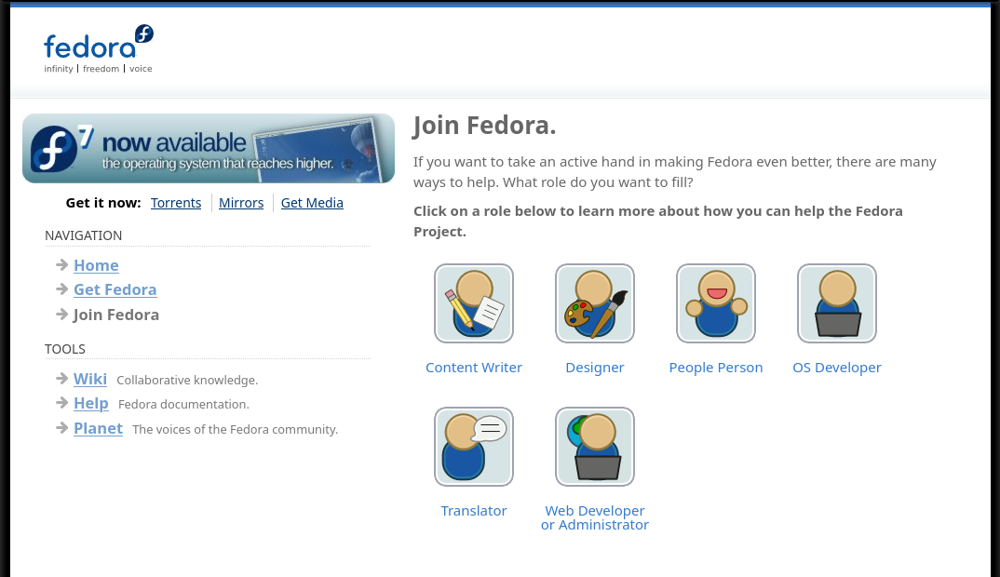 fedora
infinity | freedom | voice
7
now available
the operating system that reaches higher.
Get it now: Torrents | Mirrors | Get Media
NAVIGATION
Home
Get Fedora
Join Fedora
TOOLS
Wiki Collaborative knowledge.
Help Fedora documentation.
Planet The voices of the Fedora community.
Join Fedora.
If you want to take an active hand in making Fedora even better, there are many
ways to help. What role do you want to fill?
Click on a role below to learn more about how you can help the Fedora
Project.
Content Writer
Designer
People Person
OS Developer
Translator
Web Developer
or Administrator